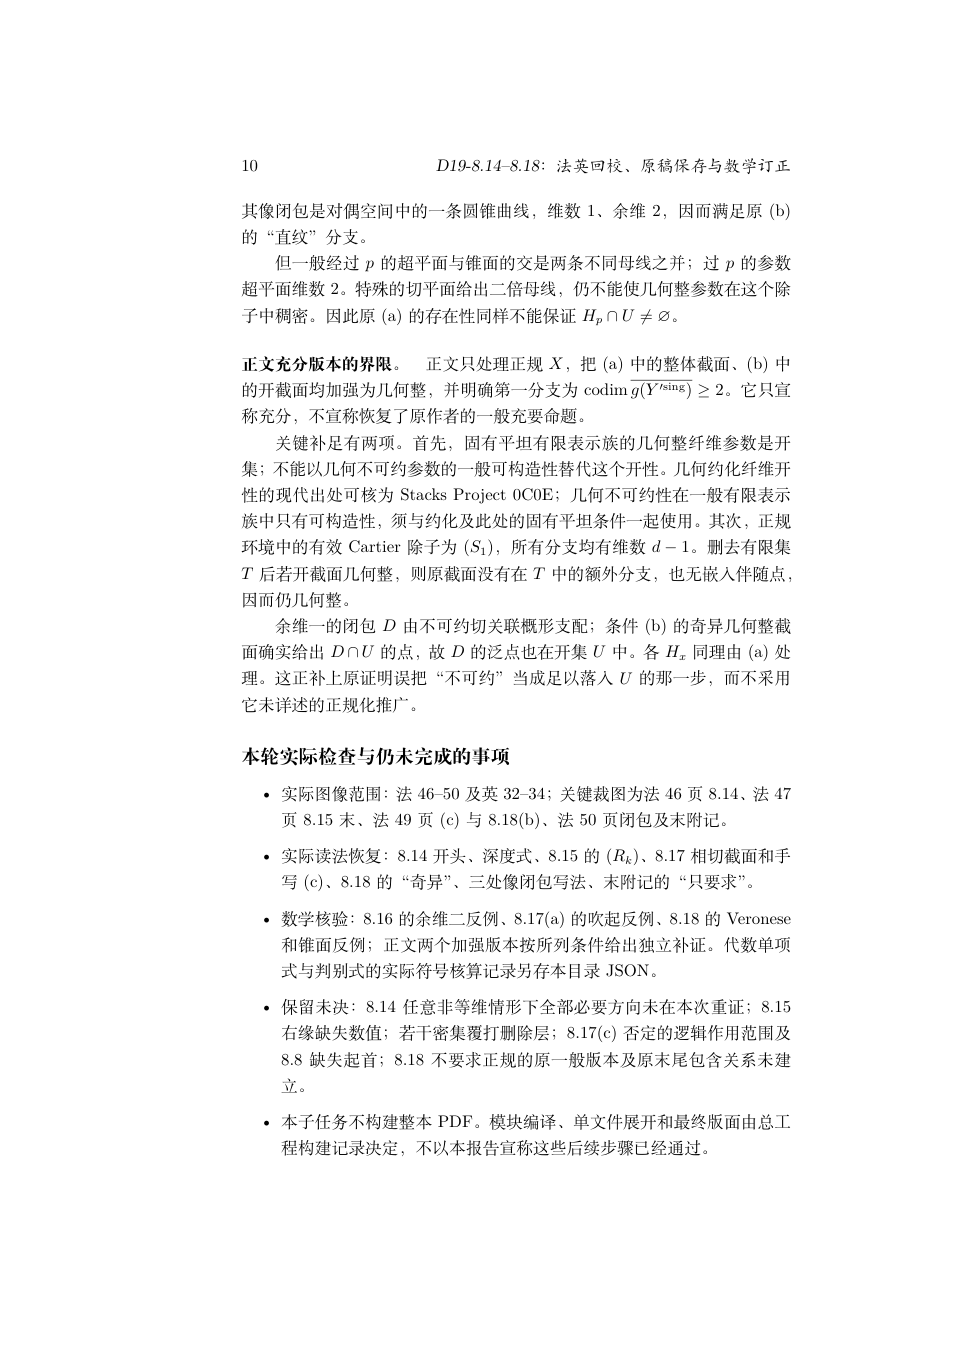 10 D19-8.14–8.18：法英回校、原稿保存与数学订正
其像闭包是对偶空间中的一条圆锥曲线，维数 1、余维 2，因而满足原 (b)
的“直纹”分支。
但一般经过 p 的超平面与锥面的交是两条不同母线之并；过 p 的参数
超平面维数 2。特殊的切平面给出二倍母线，仍不能使几何整参数在这个除
子中稠密。因此原 (a) 的存在性同样不能保证 H_p ∩ U ≠ ∅。
正文充分版本的界限。 正文只处理正规 X，把 (a) 中的整体截面、(b) 中
的开截面均加强为几何整，并明确第一分支为 codim \overline{g(Y′^{sing})} ≥ 2。它只宣
称充分，不宣称恢复了原作者的一般充要命题。
关键补足有两项。首先，固有平坦有限表示族的几何整纤维参数是开
集；不能以几何不可约参数的一般可构造性替代这个开性。几何约化纤维开
性的现代出处可核为 Stacks Project 0C0E；几何不可约性在一般有限表示
族中只有可构造性，须与约化及此处的固有平坦条件一起使用。其次，正规
环境中的有效 Cartier 除子为 (S₁)，所有分支均有维数 d − 1。删去有限集
T 后若开截面几何整，则原截面没有在 T 中的额外分支，也无嵌入伴随点，
因而仍几何整。
余维一的闭包 D 由不可约切关联概形支配；条件 (b) 的奇异几何整截
面确实给出 D∩U 的点，故 D 的泛点也在开集 U 中。各 Hₓ 同理由 (a) 处
理。这正补上原证明误把“不可约”当成足以落入 U 的那一步，而不采用
它未详述的正规化推广。
本轮实际检查与仍未完成的事项
• 实际图像范围：法 46–50 及英 32–34；关键裁图为法 46 页 8.14、法 47
页 8.15 末、法 49 页 (c) 与 8.18(b)、法 50 页闭包及末附记。
• 实际读法恢复：8.14 开头、深度式、8.15 的 (R_k)、8.17 相切截面和手
写 (c)、8.18 的“奇异”、三处像闭包写法、末附记的“只要求”。
• 数学核验：8.16 的余维二反例、8.17(a) 的吹起反例、8.18 的 Veronese
和锥面反例；正文两个加强版本按所列条件给出独立补证。代数单项
式与判别式的实际符号核算记录另存本目录 JSON。
• 保留未决：8.14 任意非等维情形下全部必要方向未在本次重证；8.15
右缘缺失数值；若干密集覆打删除层；8.17(c) 否定的逻辑作用范围及
8.8 缺失起首；8.18 不要求正规的原一般版本及原末尾包含关系未建
立。
• 本子任务不构建整本 PDF。模块编译、单文件展开和最终版面由总工
程构建记录决定，不以本报告宣称这些后续步骤已经通过。